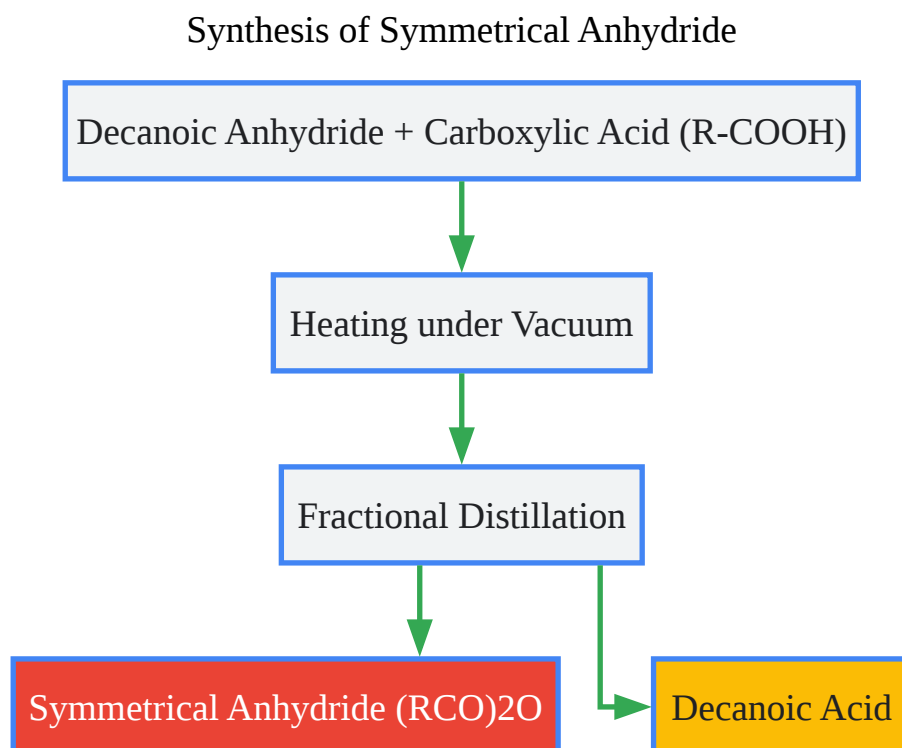 Synthesis of Symmetrical Anhydride
Decanoic Anhydride + Carboxylic Acid (R-COOH)
Heating under Vacuum
Fractional Distillation
Symmetrical Anhydride (RCO)2O
Decanoic Acid